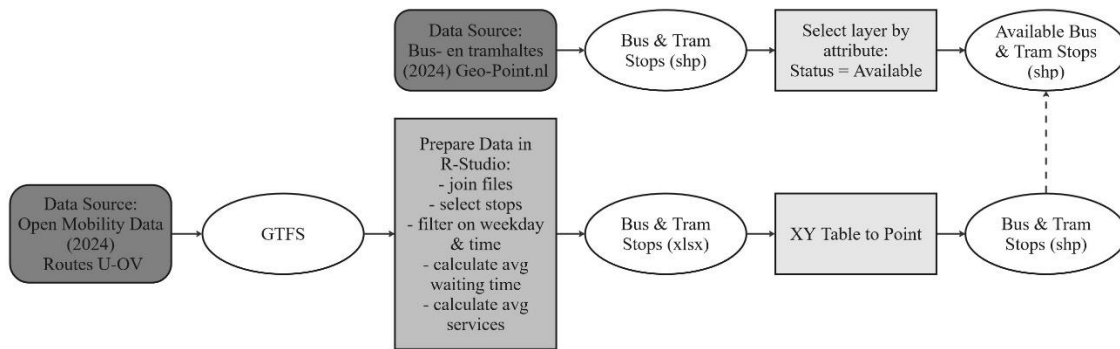 Data Source:
Bus- en tramhaltes
(2024) Geo-Point.nl
Bus & Tram
Stops (shp)
Select layer by
attribute:
Status = Available
Available Bus
& Tram Stops
(shp)
Data Source:
Open Mobility Data
(2024)
Routes U-OV
GTFS
Prepare Data in
R-Studio:
- join files
- select stops
- filter on weekday
& time
- calculate avg
waiting time
- calculate avg
services
Bus & Tram
Stops (xlsx)
XY Table to Point
Bus & Tram
Stops (shp)